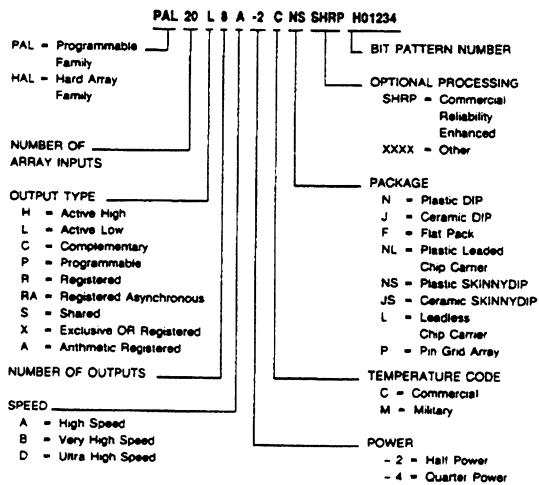 PAL 20 L 8 A -2 C NS SHRP H01234
PAL = Programmable
Family
HAL = Hard Array
Family
NUMBER OF
ARRAY INPUTS
OUTPUT TYPE
H = Active High
L = Active Low
C = Complementary
P = Programmable
R = Registered
RA = Registered Asynchronous
S = Shared
X = Exclusive OR Registered
A = Arithmetic Registered
NUMBER OF OUTPUTS
SPEED
A = High Speed
B = Very High Speed
D = Ultra High Speed
BIT PATTERN NUMBER
OPTIONAL PROCESSING
SHRP = Commercial
Reliability
Enhanced
XXXX = Other
PACKAGE
N = Plastic DIP
J = Ceramic DIP
F = Flat Pack
NL = Plastic Leaded
Chip Carrier
NS = Plastic SKINNYDIP
JS = Ceramic SKINNYDIP
L = Leadless
Chip Carrier
P = Pin Grid Array
TEMPERATURE CODE
C = Commercial
M = Military
POWER
- 2 = Half Power
- 4 = Quarter Power